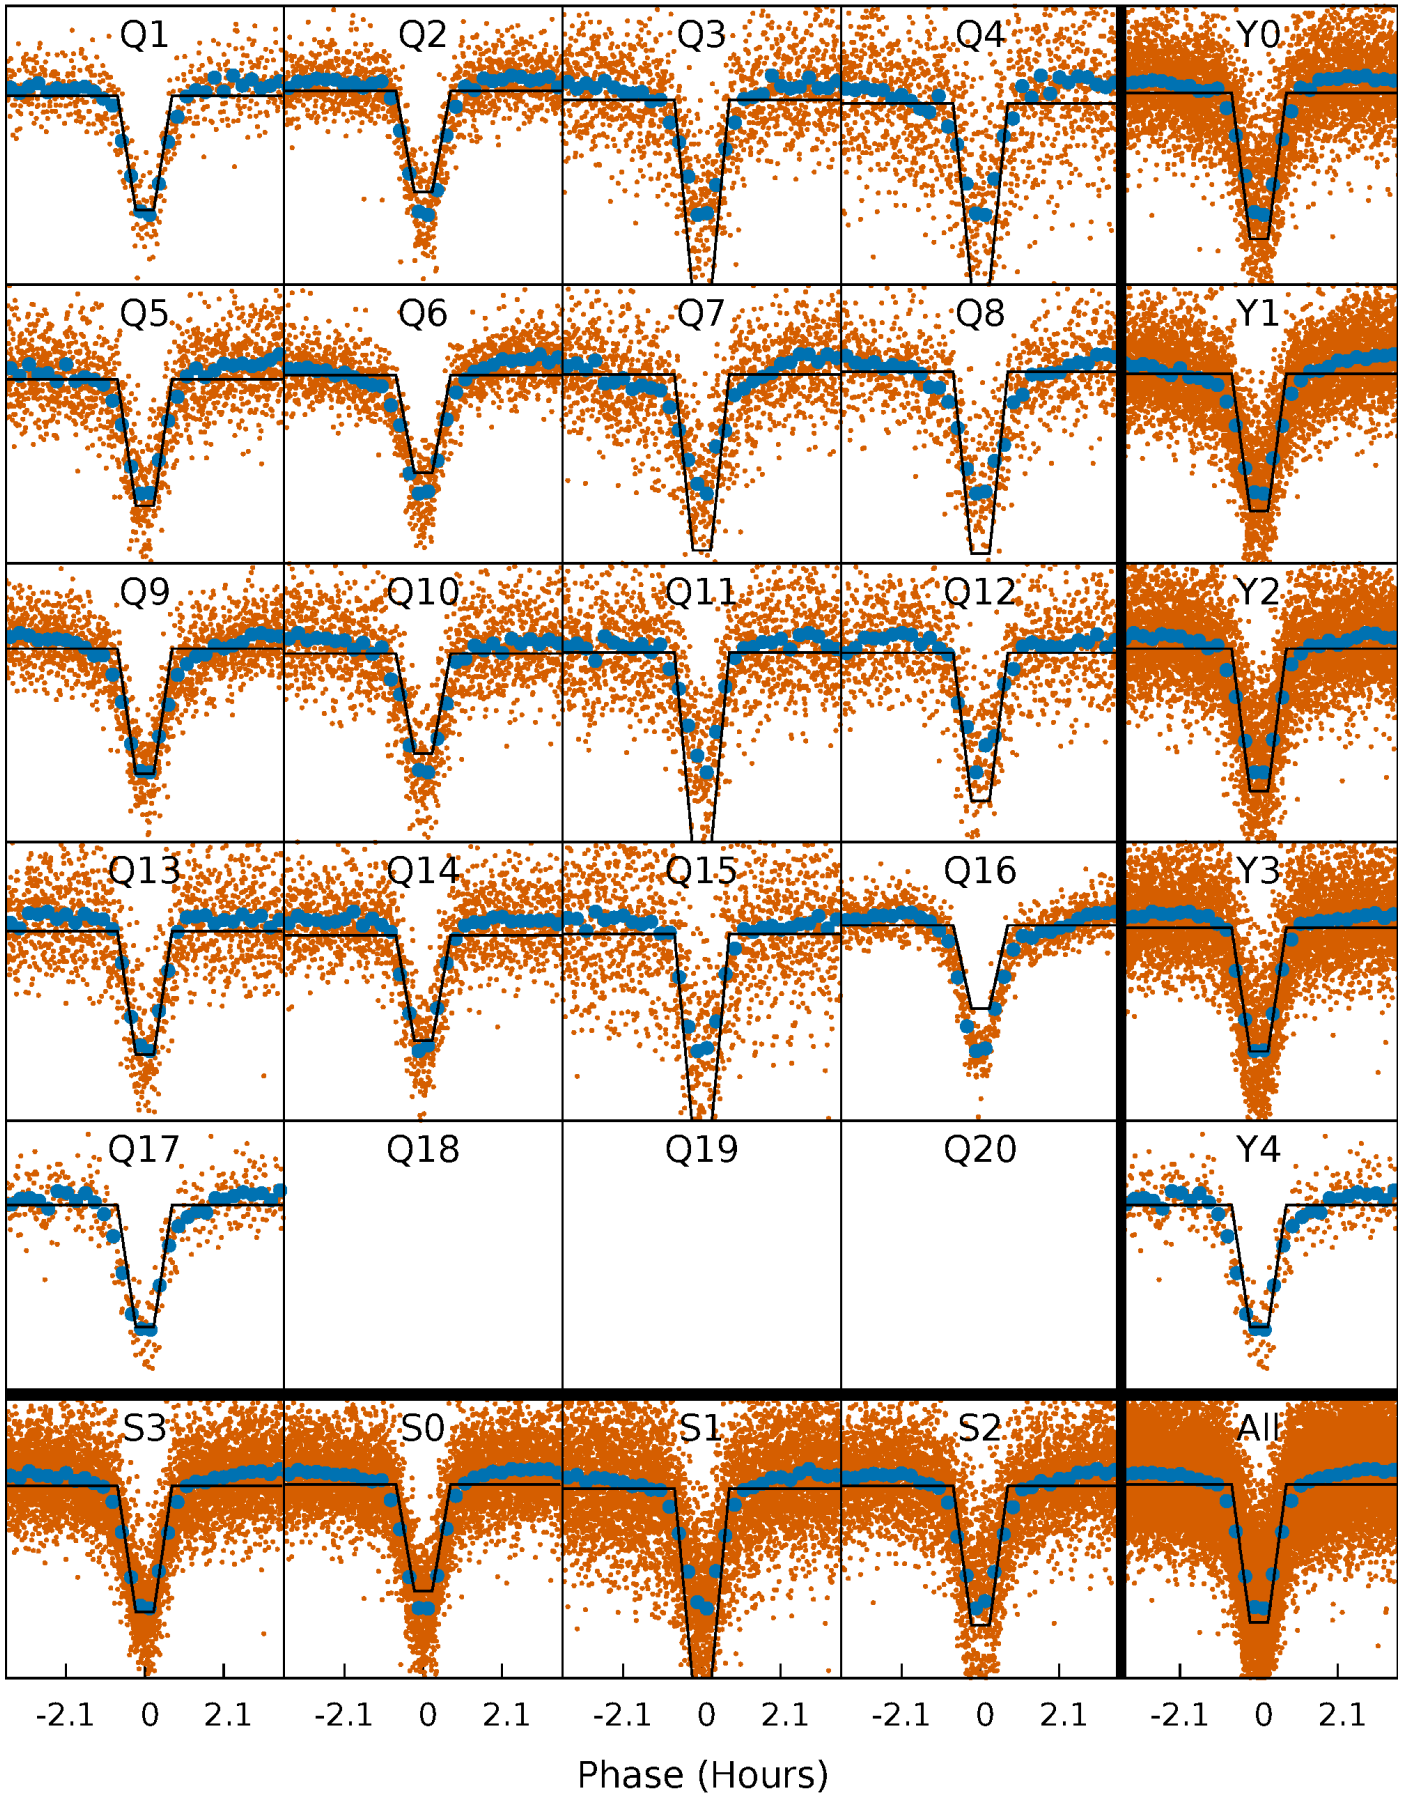 Q1 Q2 Q3 Q4 Y0
Q5 Q6 Q7 Q8 Y1
Q9 Q10 Q11 Q12 Y2
Q13 Q14 Q15 Q16 Y3
Q17 Q18 Q19 Q20 Y4
S3 S0 S1 S2 All
-2.1 0 2.1 -2.1 0 2.1 -2.1 0 2.1 -2.1 0 2.1 -2.1 0 2.1
Phase (Hours)